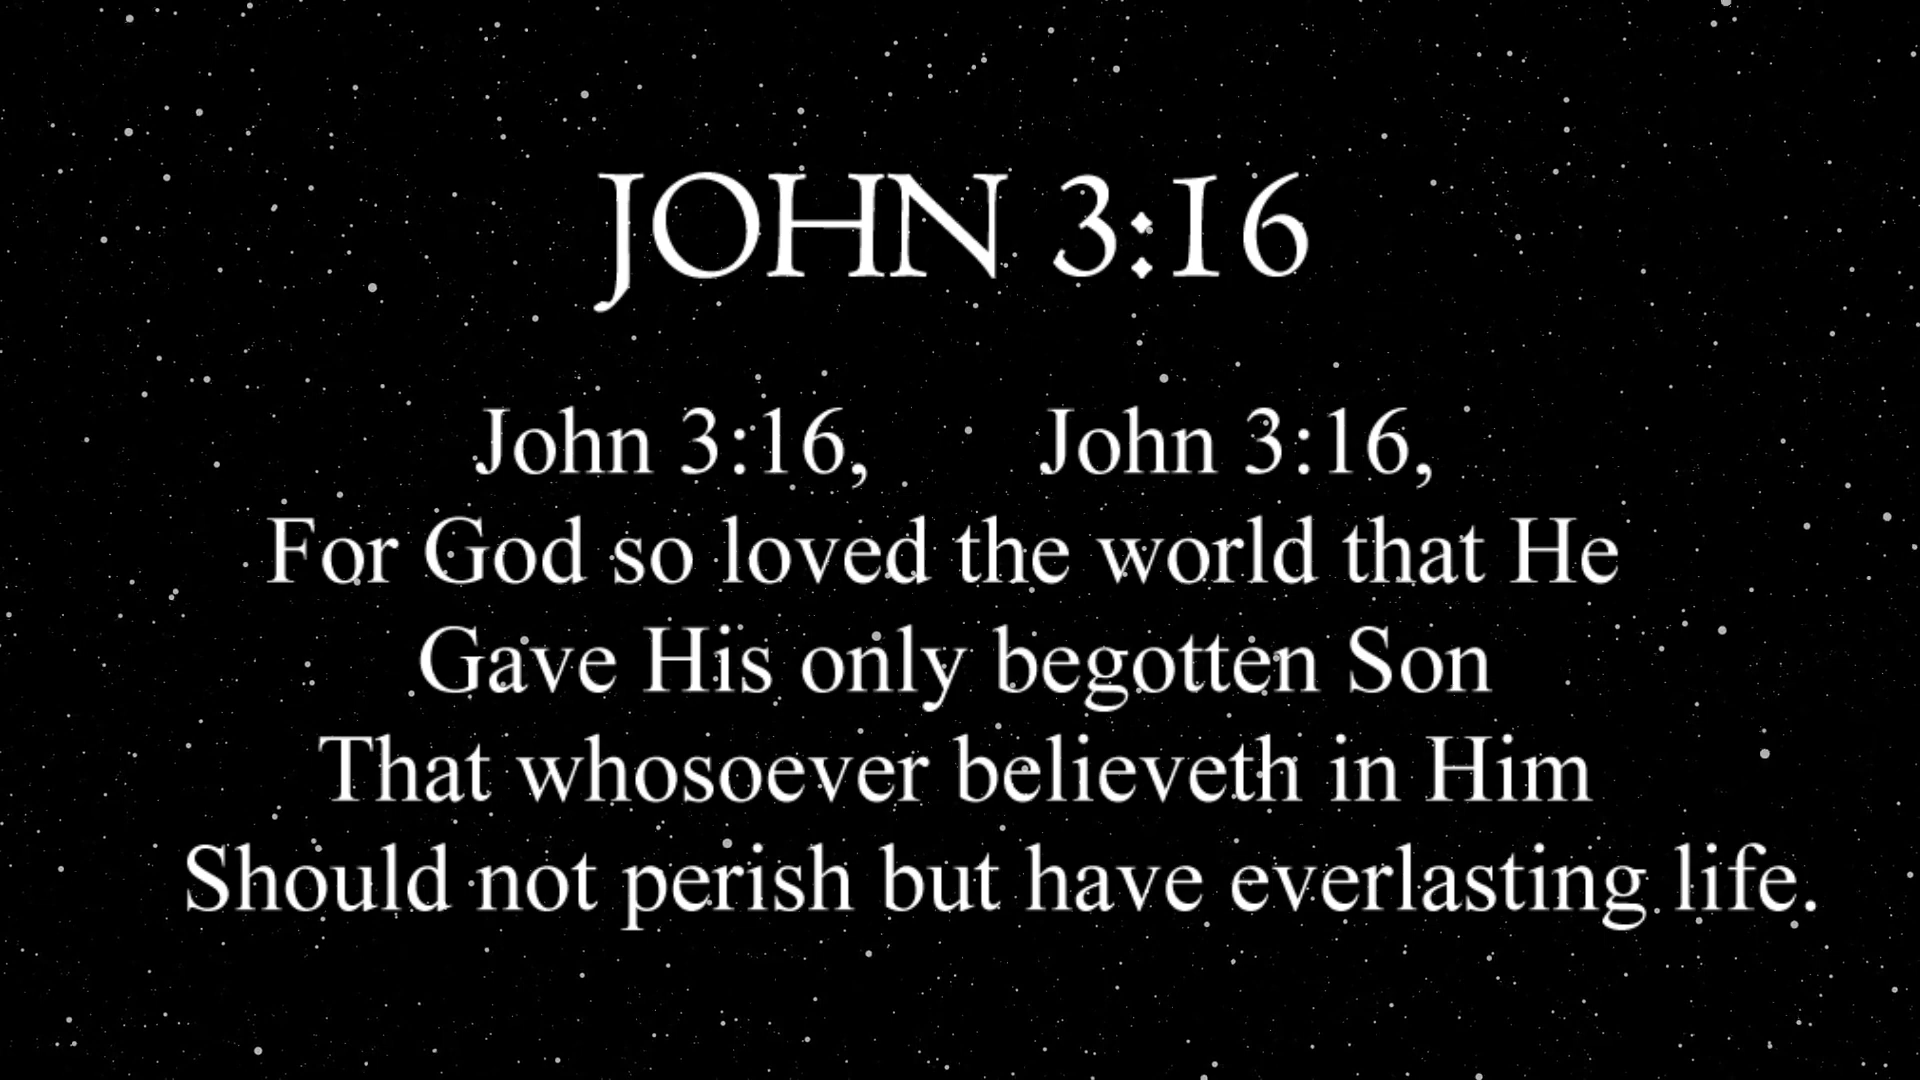 JOHN 3:16
John 3:16, John 3:16,
For God so loved the world that He
Gave His only begotten Son
That whosoever believeth in Him
Should not perish but have everlasting life.